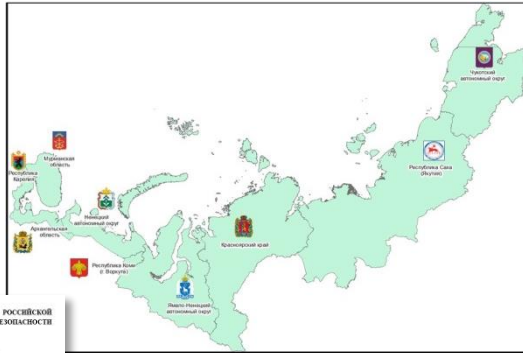 Чукотский
автономный округ
Мурманская
область
Республика
Карелия
Республика Саха
(Якутия)
Ненецкий
автономный округ
Архангельская
область
Красноярский край
Республика Коми
(г. Воркута)
Ямало-Ненецкий
автономный округ
РОССИЙСКОЙ
БЕЗОПАСНОСТИ